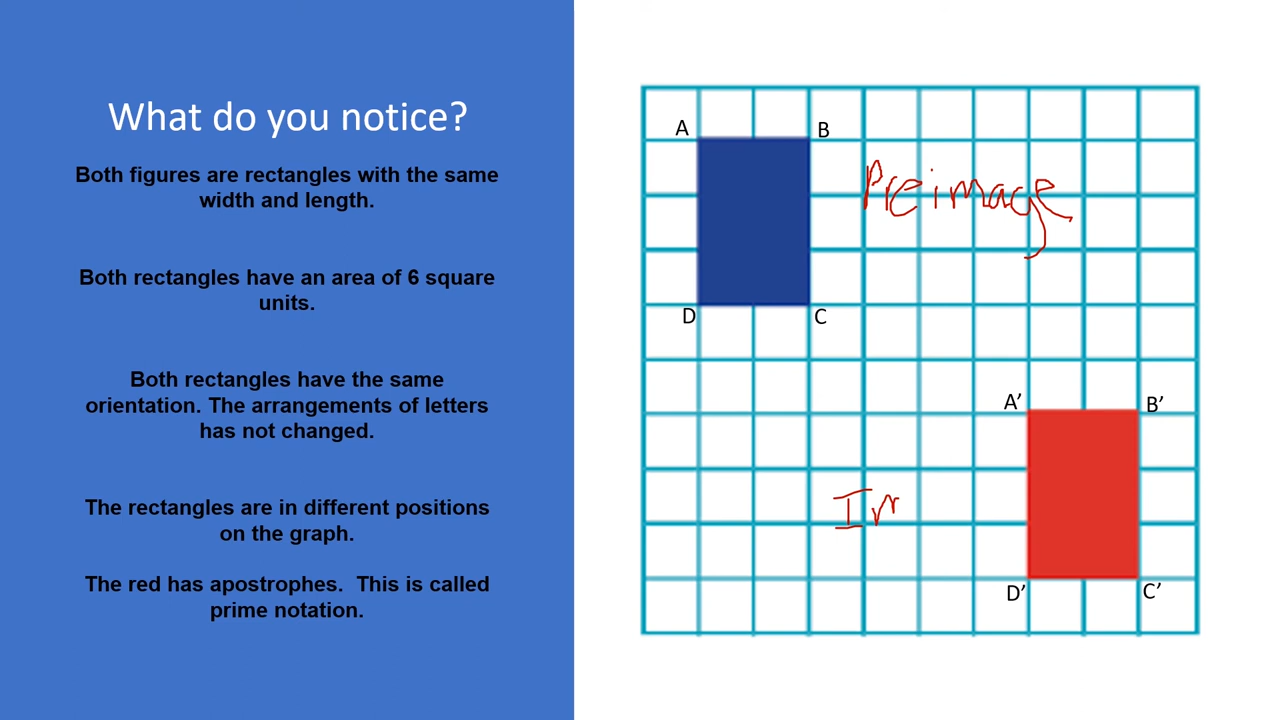 What do you notice?
Both figures are rectangles with the same
width and length.
Both rectangles have an area of 6 square
units.
Both rectangles have the same
orientation. The arrangements of letters
has not changed.
The rectangles are in different positions
on the graph.
The red has apostrophes.  This is called
prime notation.
A
B
Preimage
D
C
A’
B’
Im
D’
C’